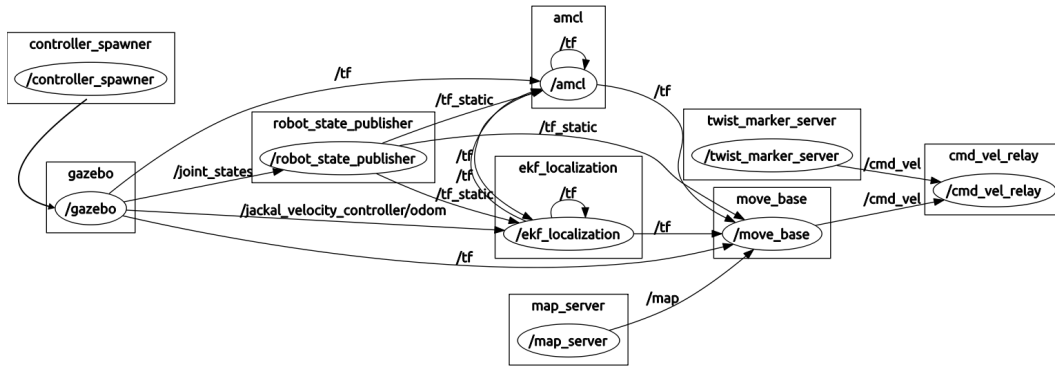 controller_spawner
/controller_spawner
gazebo
/gazebo
/tf
/joint_states
/jackal_velocity_controller/odom
/tf
robot_state_publisher
/robot_state_publisher
/tf_static
/tf_static
/tf_static
amcl
/tf
/amcl
/tf
/tf
/tf
ekf_localization
/tf
/ekf_localization
/tf
map_server
/map_server
/map
twist_marker_server
/twist_marker_server
/cmd_vel
move_base
/move_base
/cmd_vel
cmd_vel_relay
/cmd_vel_relay